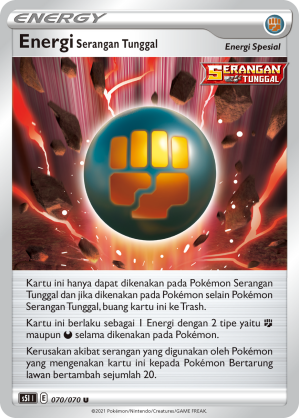 ENERGY
Energi Serangan Tunggal
Energi Spesial
SERANGAN
TUNGGAL
Kartu ini hanya dapat dikenakan pada Pokémon Serangan
Tunggal dan jika dikenakan pada Pokémon selain Pokémon
Serangan Tunggal, buang kartu ini ke Trash.
Kartu ini berlaku sebagai 1 Energi dengan 2 tipe yaitu
maupun selama dikenakan pada Pokémon.
Kerusakan akibat serangan yang digunakan oleh Pokémon
yang mengenakan kartu ini kepada Pokémon Bertarung
lawan bertambah sejumlah 20.
s5I I E 070/070 U
©2021 Pokémon/Nintendo/Creatures/GAME FREAK.